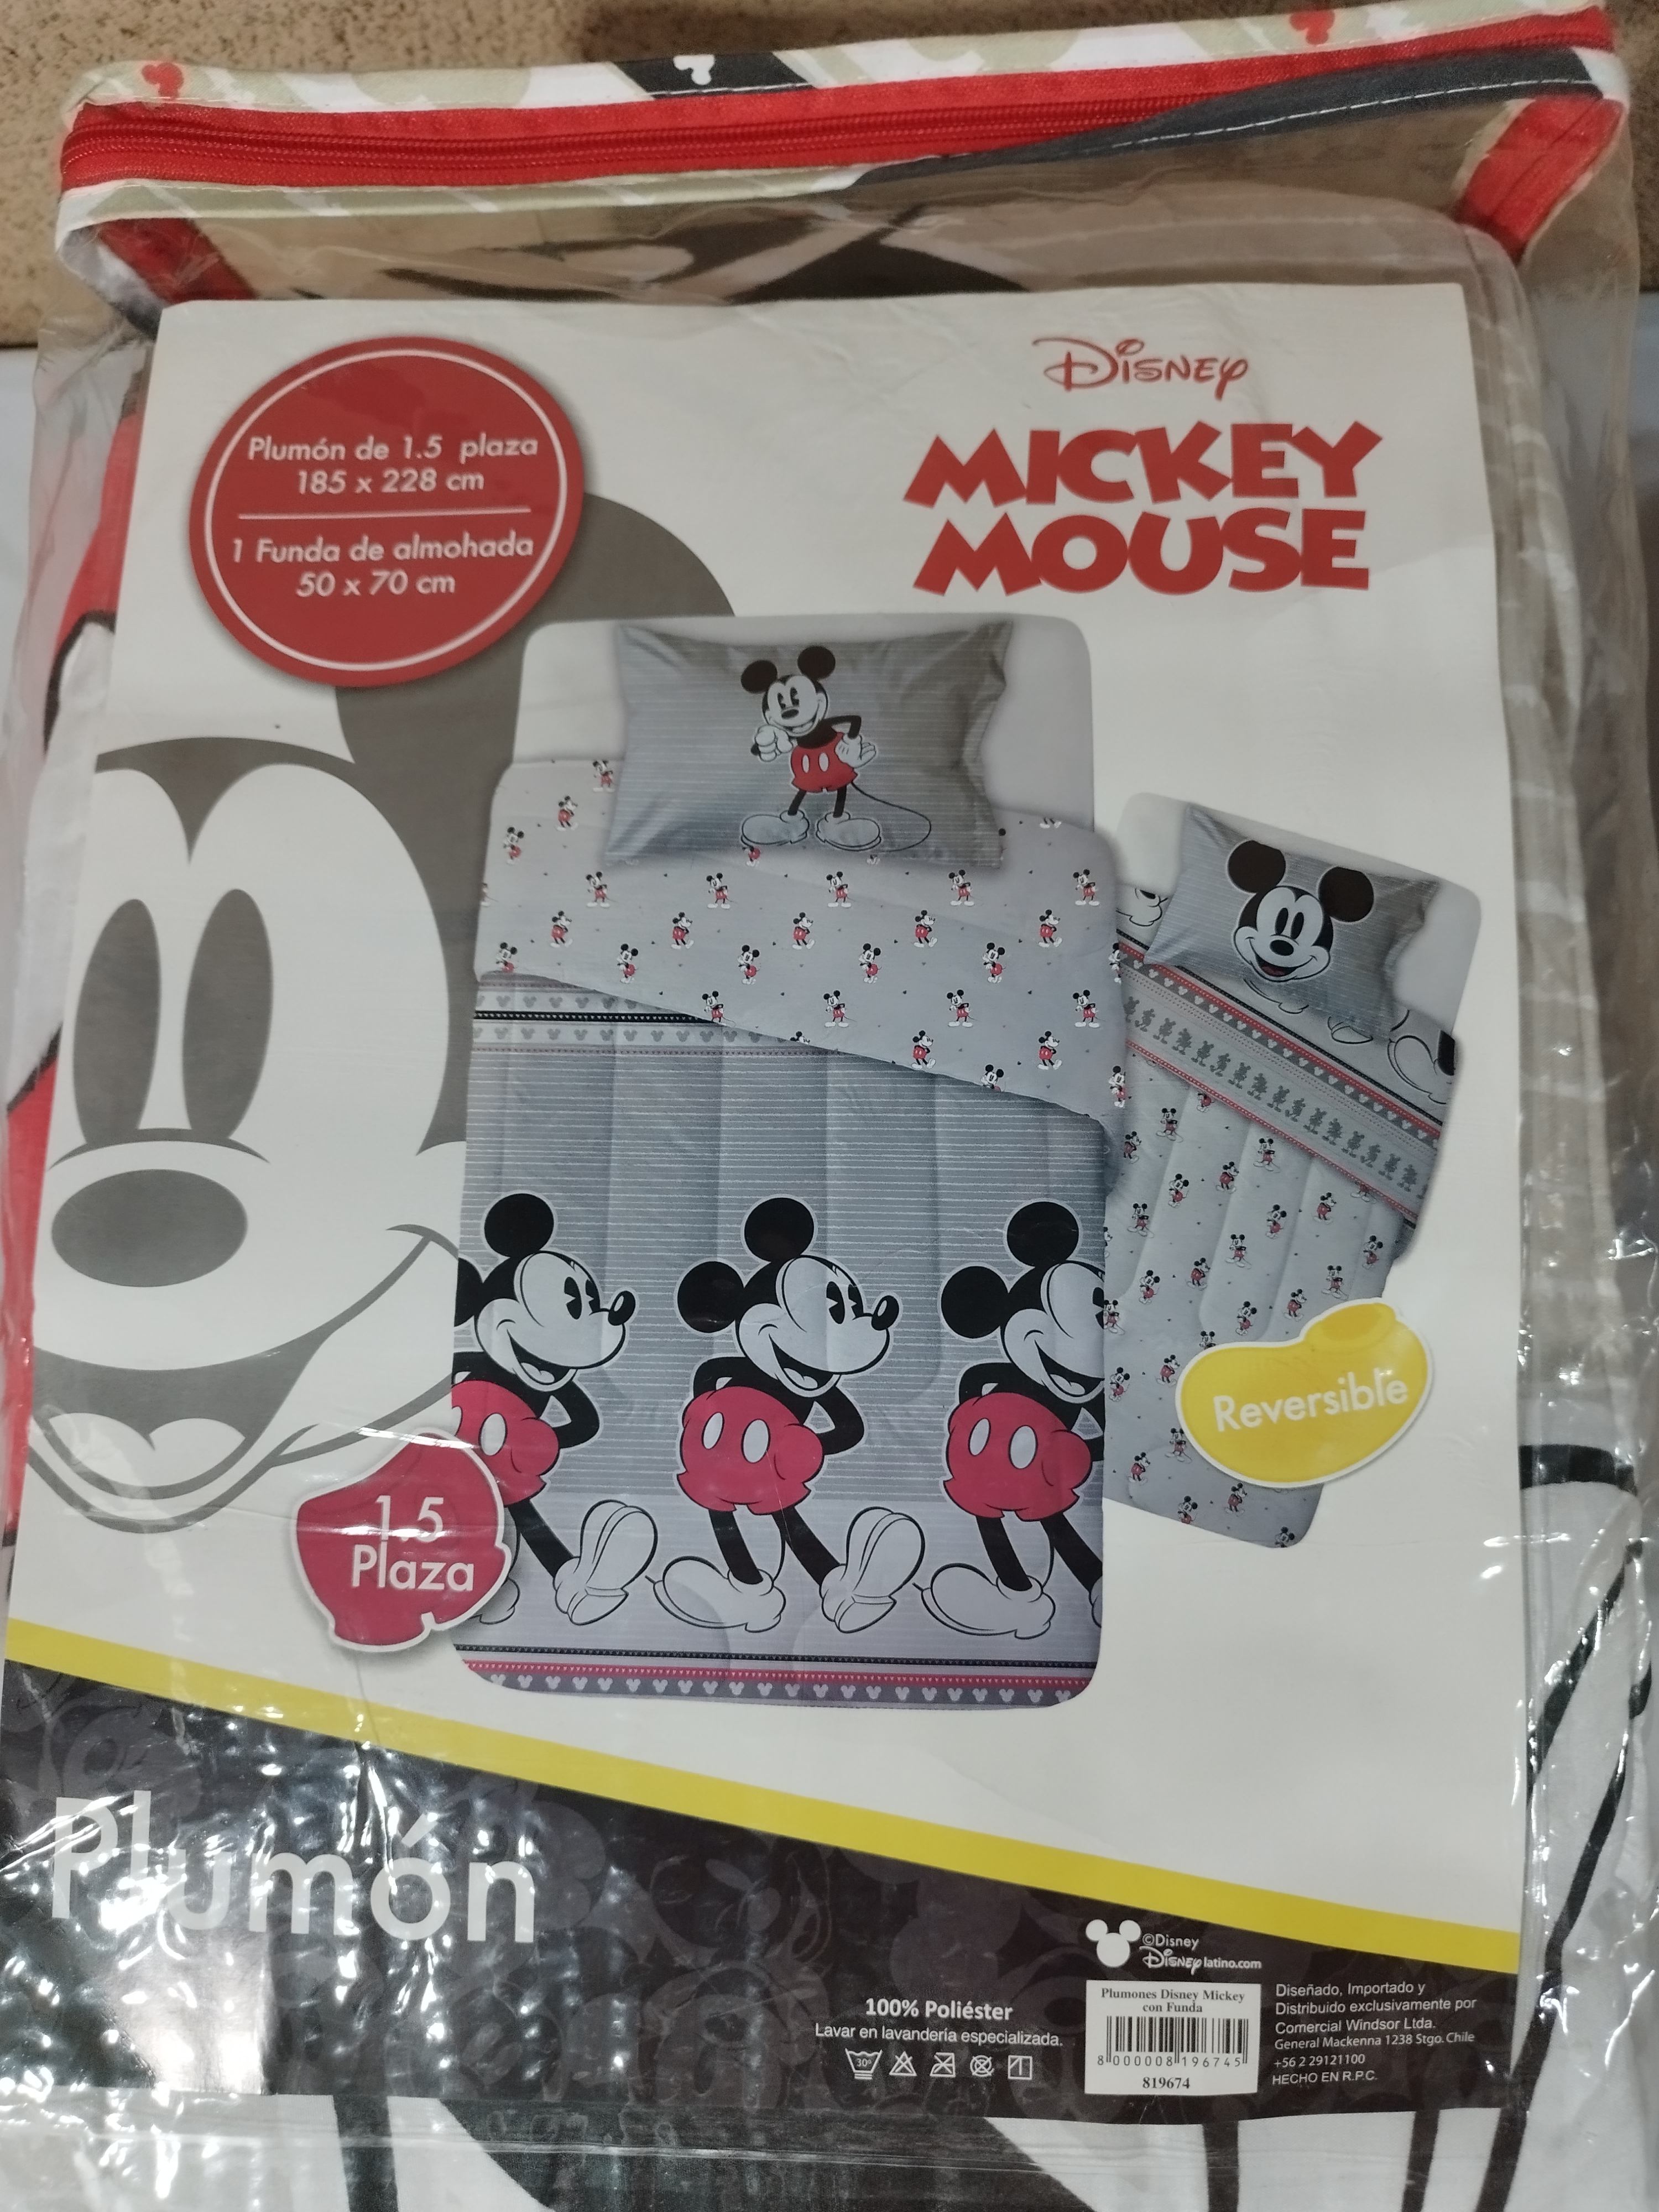 Plumón de 1.5 plaza
185 x 228 cm
1 Funda de almohada
50 x 70 cm
Disney
MICKEY
MOUSE
Reversible
1.5
Plaza
Plumón
100% Poliéster
Lavar en lavandería especializada.
30º
©Disney
Disneylatino.com
Plumones Disney Mickey
con Funda
8 000008 196745
819674
Diseñado, Importado y
Distribuido exclusivamente por
Comercial Windsor Ltda.
General Mackenna 1238 Stgo. Chile
+56 2 29121100
HECHO EN R.P.C.